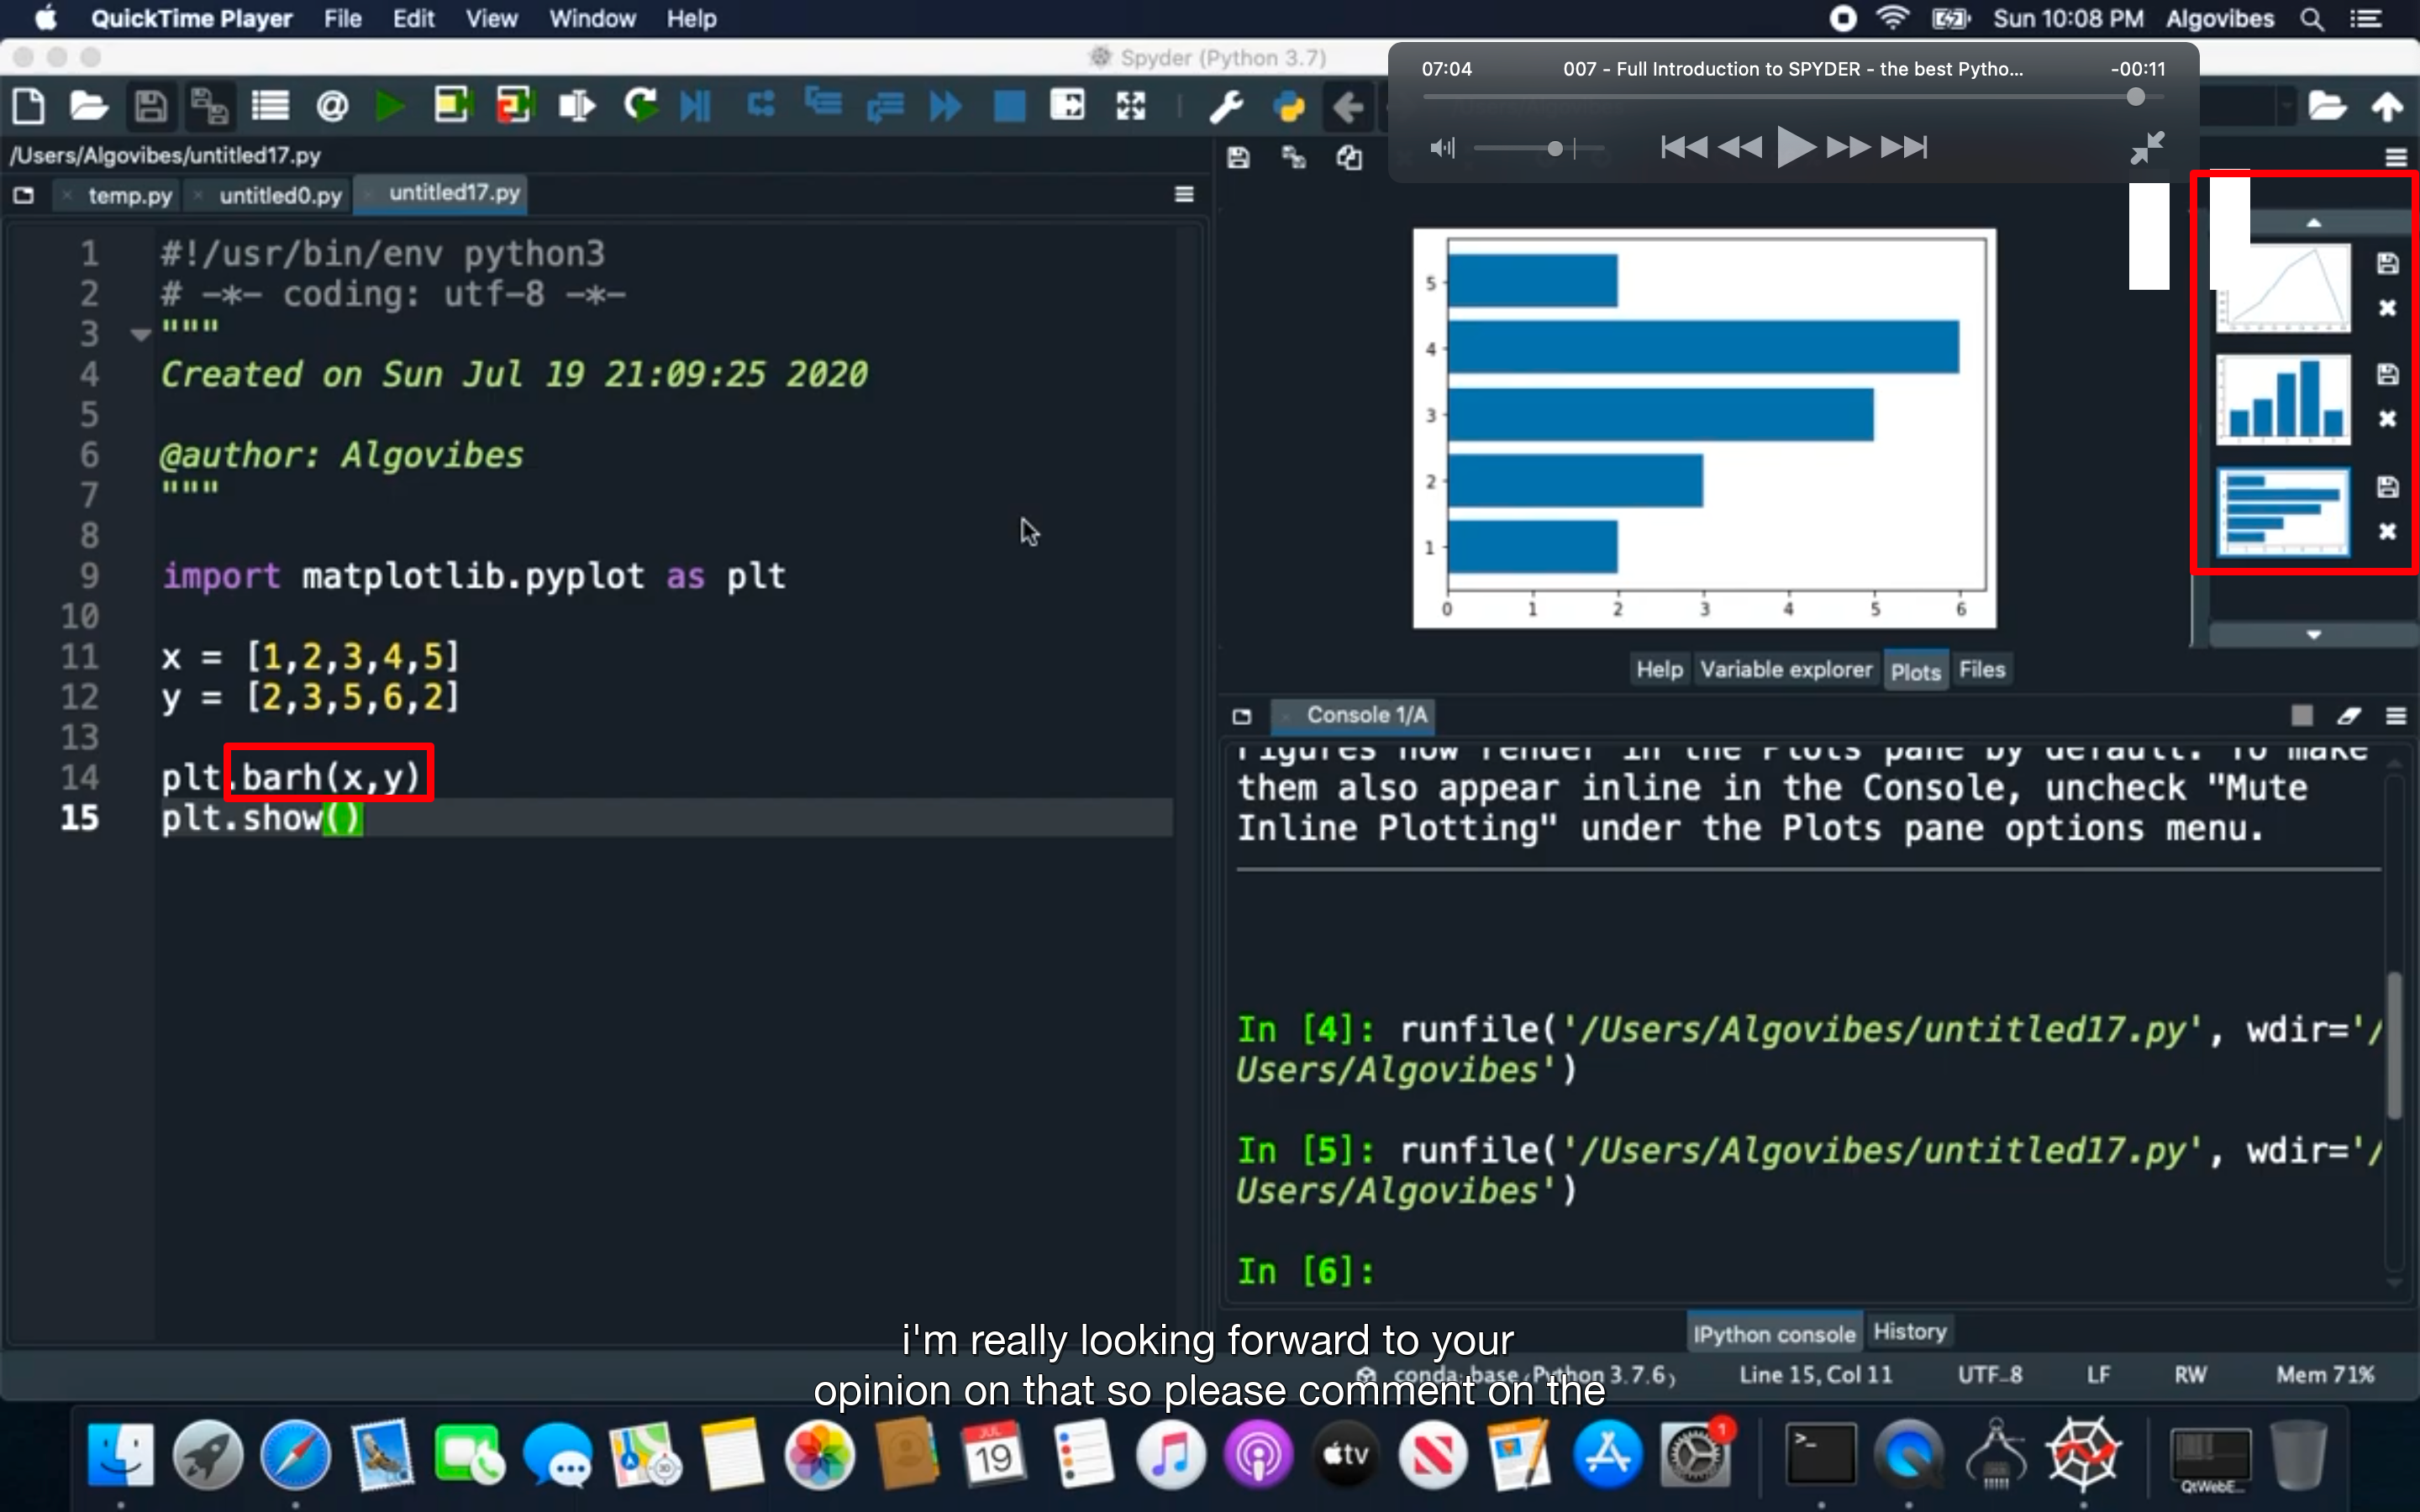 QuickTime Player File Edit View Window Help Sun 10:08 PM Algovibes
Spyder (Python 3.7)
07:04 007 - Full Introduction to SPYDER - the best Pytho... -00:11
/Users/Algovibes/untitled17.py
temp.py untitled0.py untitled17.py
1 #!/usr/bin/env python3
2 # -*- coding: utf-8 -*-
3 """
4 Created on Sun Jul 19 21:09:25 2020
5
6 @author: Algovibes
7 """
8
9 import matplotlib.pyplot as plt
10
11 x = [1,2,3,4,5]
12 y = [2,3,5,6,2]
13
14 plt.barh(x,y)
15 plt.show()
5
4
3
2
1
0 1 2 3 4 5 6
Help Variable explorer Plots Files
Console 1/A
Figures now render in the Plots pane by default. To make
them also appear inline in the Console, uncheck "Mute
Inline Plotting" under the Plots pane options menu.
In [4]: runfile('/Users/Algovibes/untitled17.py', wdir='/
Users/Algovibes')
In [5]: runfile('/Users/Algovibes/untitled17.py', wdir='/
Users/Algovibes')
In [6]:
IPython console History
i'm really looking forward to your
opinion on that so please comment on the
conda: base (Python 3.7.6) Line 15, Col 11 UTF-8 LF RW Mem 71%
JUL
19
tv
1
>_
QtWebE...